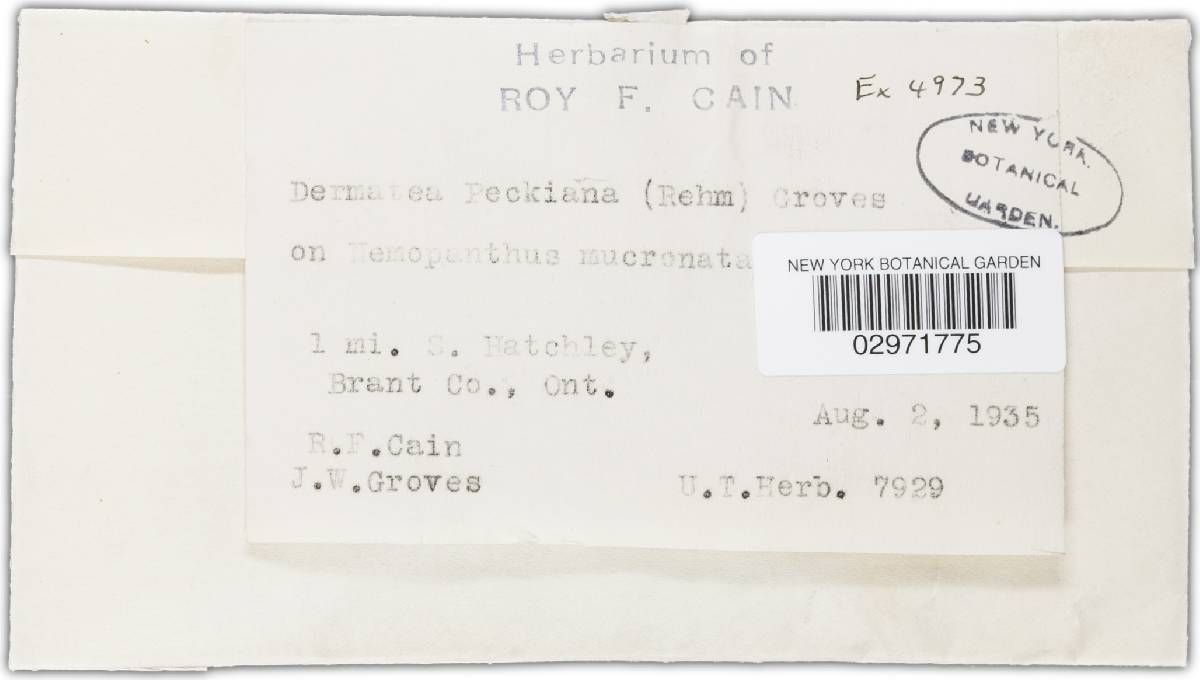 Herbarium of
ROY F. CAIN
Ex 4973
NEW YORK
BOTANICAL
GARDEN.
Dermatea Peckiana (Rehm) Groves
on Nemopanthus mucronata
NEW YORK BOTANICAL GARDEN
02971775
1 mi. S. Hatchley,
Brant Co., Ont.
Aug. 2, 1935
R.F.Cain
J.W.Groves
U.T.Herb. 7929